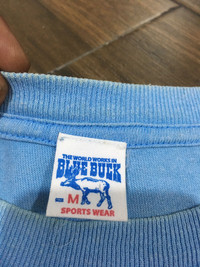 THE WORLD WORKS IN
BLUE BUCK
M
SPORTS WEAR